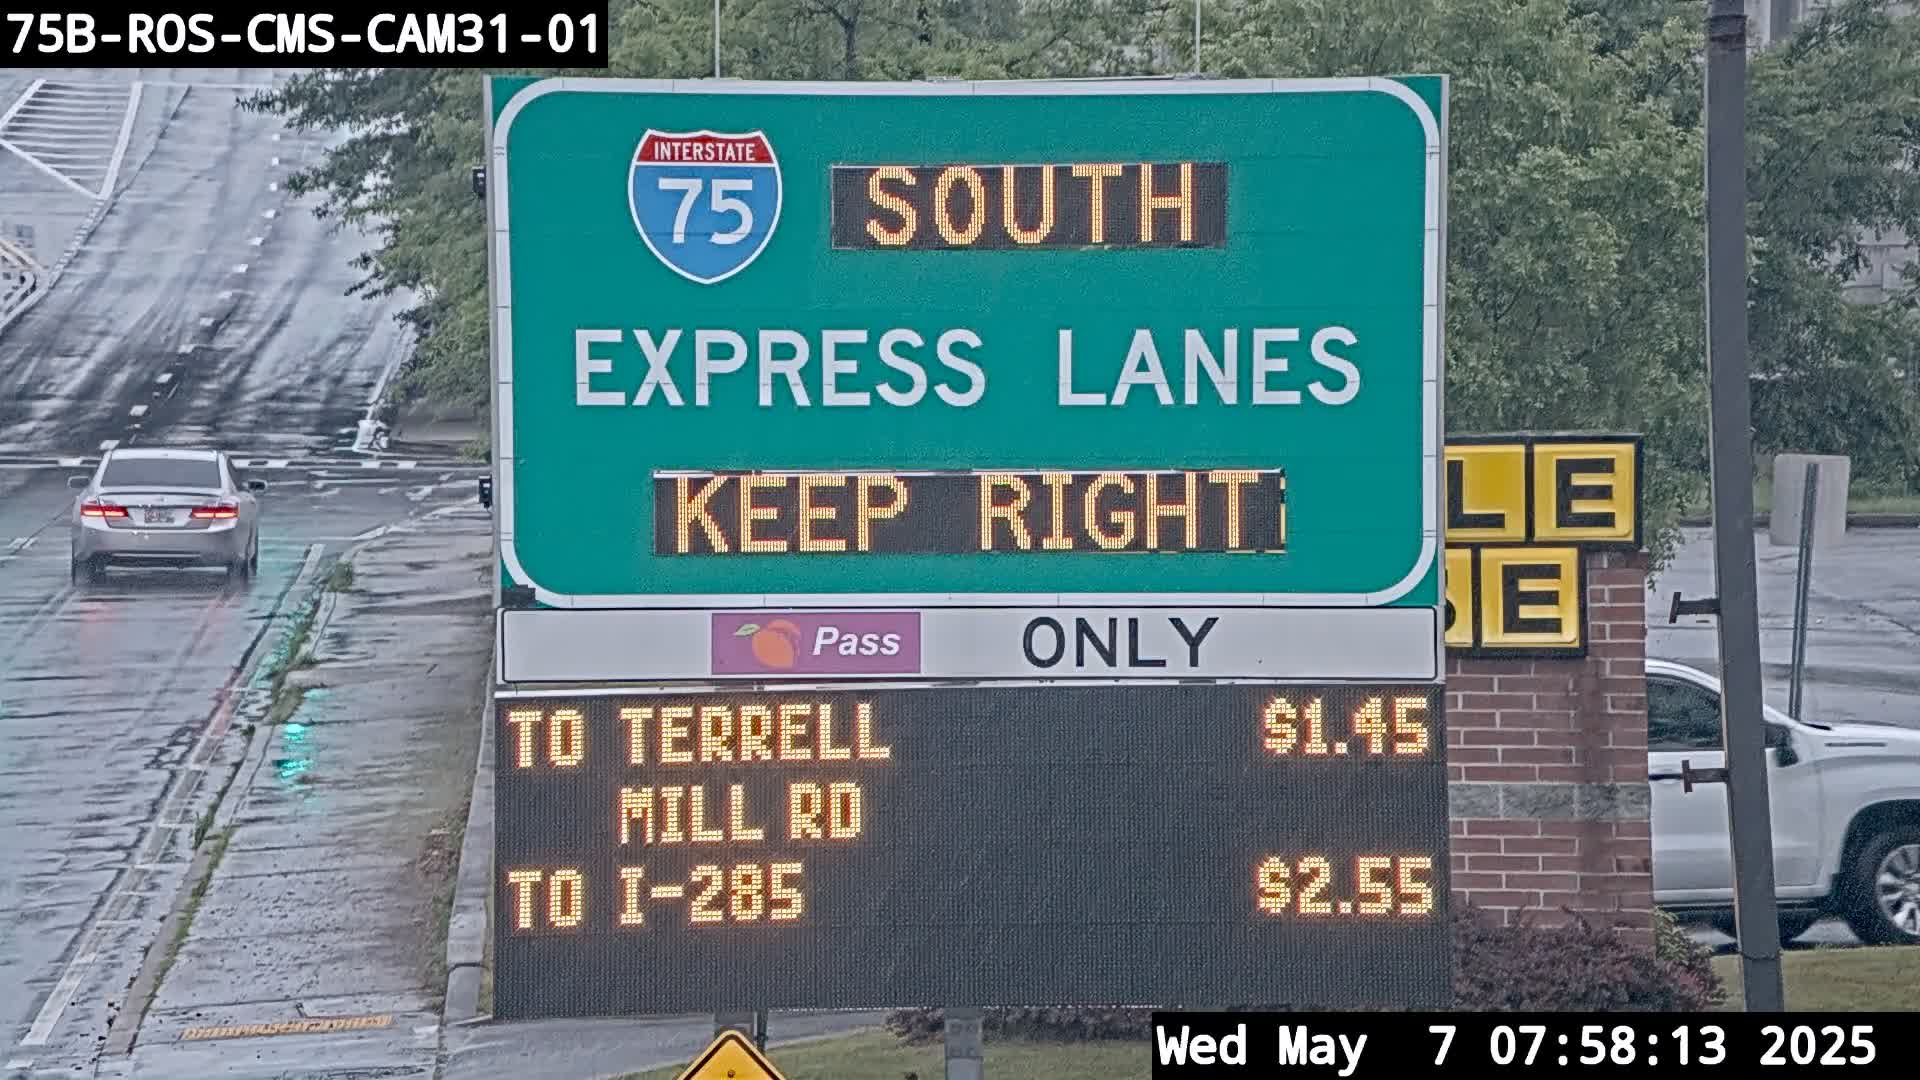 75B-ROS-CMS-CAM31-01
INTERSTATE
75
SOUTH
EXPRESS LANES
KEEP RIGHT
LE
E
Pass ONLY
TO TERRELL $1.45
MILL RD
TO I-285 $2.55
Wed May 7 07:58:13 2025